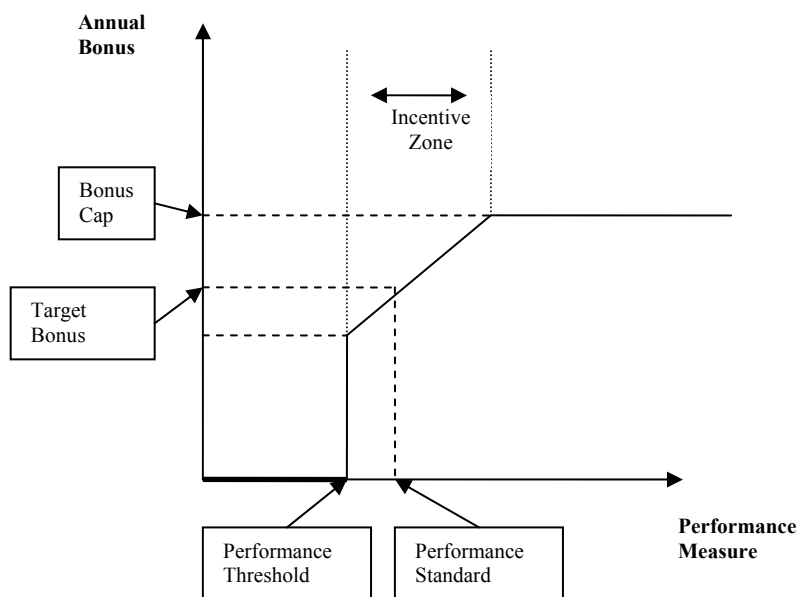 Annual
Bonus
Incentive
Zone
Bonus
Cap
Target
Bonus
Performance
Threshold
Performance
Standard
Performance
Measure